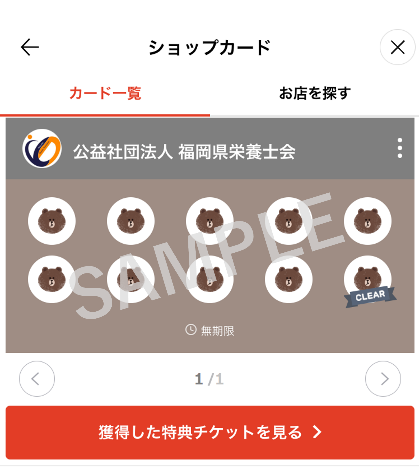 ショップカード
カード一覧
お店を探す
公益社団法人 福岡県栄養士会
SAMPLE
CLEAR
無期限
1 /1
獲得した特典チケットを見る